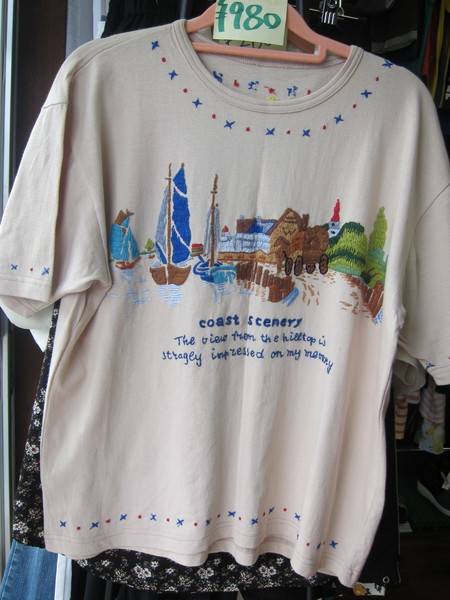 ¥980
coast scenery
The view from the hilltop is
stragely impressed on my memory